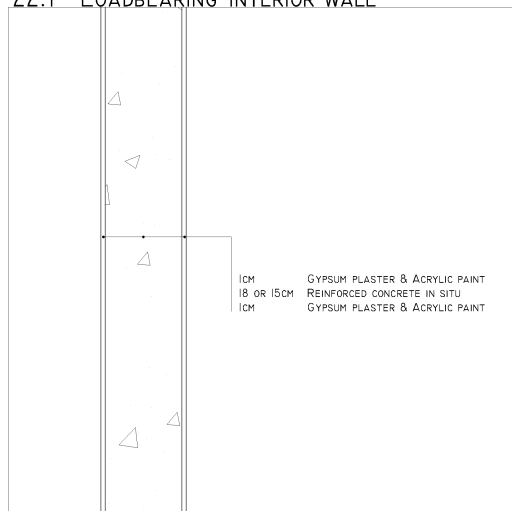 22.1 LOADBEARING INTERIOR WALL
1CM GYPSUM PLASTER & ACRYLIC PAINT
18 OR 15CM REINFORCED CONCRETE IN SITU
1CM GYPSUM PLASTER & ACRYLIC PAINT